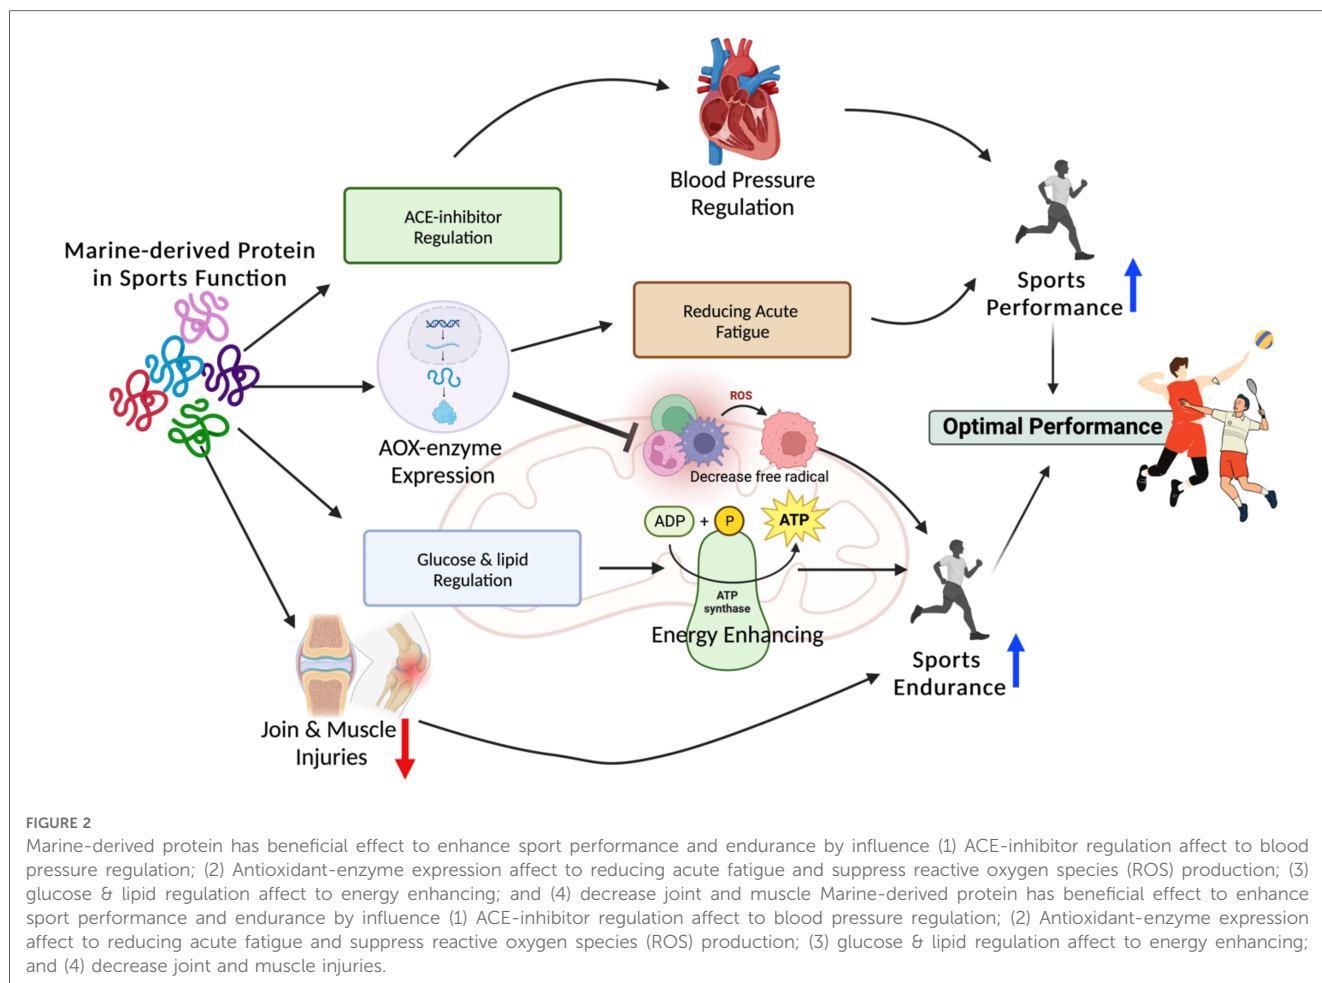 Blood Pressure
Regulation
ACE-inhibitor
Regulation
Marine-derived Protein
in Sports Function
Sports
Performance
Reducing Acute
Fatigue
ROS
AOX-enzyme
Expression
Decrease free radical
Optimal Performance
ADP + P ATP
Glucose & lipid
Regulation
ATP
synthase
Energy Enhancing
Sports
Endurance
Join & Muscle
Injuries
FIGURE 2
Marine-derived protein has beneficial effect to enhance sport performance and endurance by influence (1) ACE-inhibitor regulation affect to blood
pressure regulation; (2) Antioxidant-enzyme expression affect to reducing acute fatigue and suppress reactive oxygen species (ROS) production; (3)
glucose & lipid regulation affect to energy enhancing; and (4) decrease joint and muscle Marine-derived protein has beneficial effect to enhance
sport performance and endurance by influence (1) ACE-inhibitor regulation affect to blood pressure regulation; (2) Antioxidant-enzyme expression
affect to reducing acute fatigue and suppress reactive oxygen species (ROS) production; (3) glucose & lipid regulation affect to energy enhancing;
and (4) decrease joint and muscle injuries.